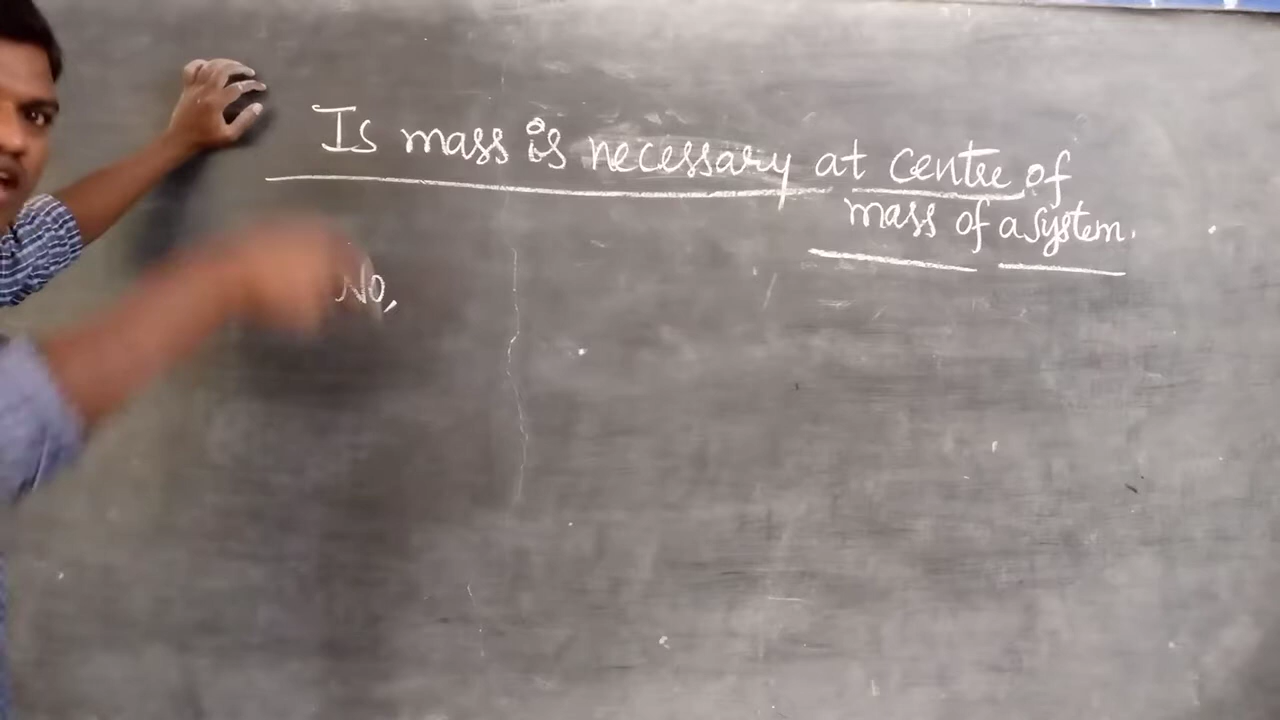 Is mass is necessary at centre of
mass of a system.
No,